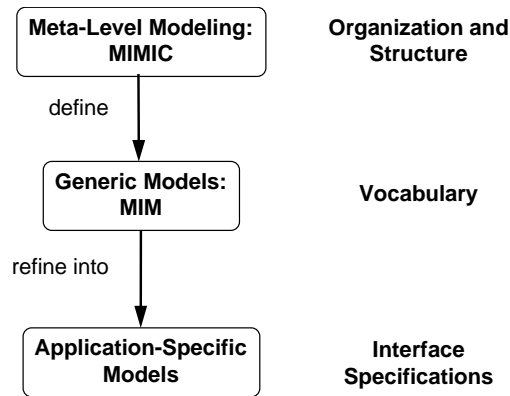 Meta-Level Modeling:
MIMIC
Organization and
Structure
define
Generic Models:
MIM
Vocabulary
refine into
Application-Specific
Models
Interface
Specifications